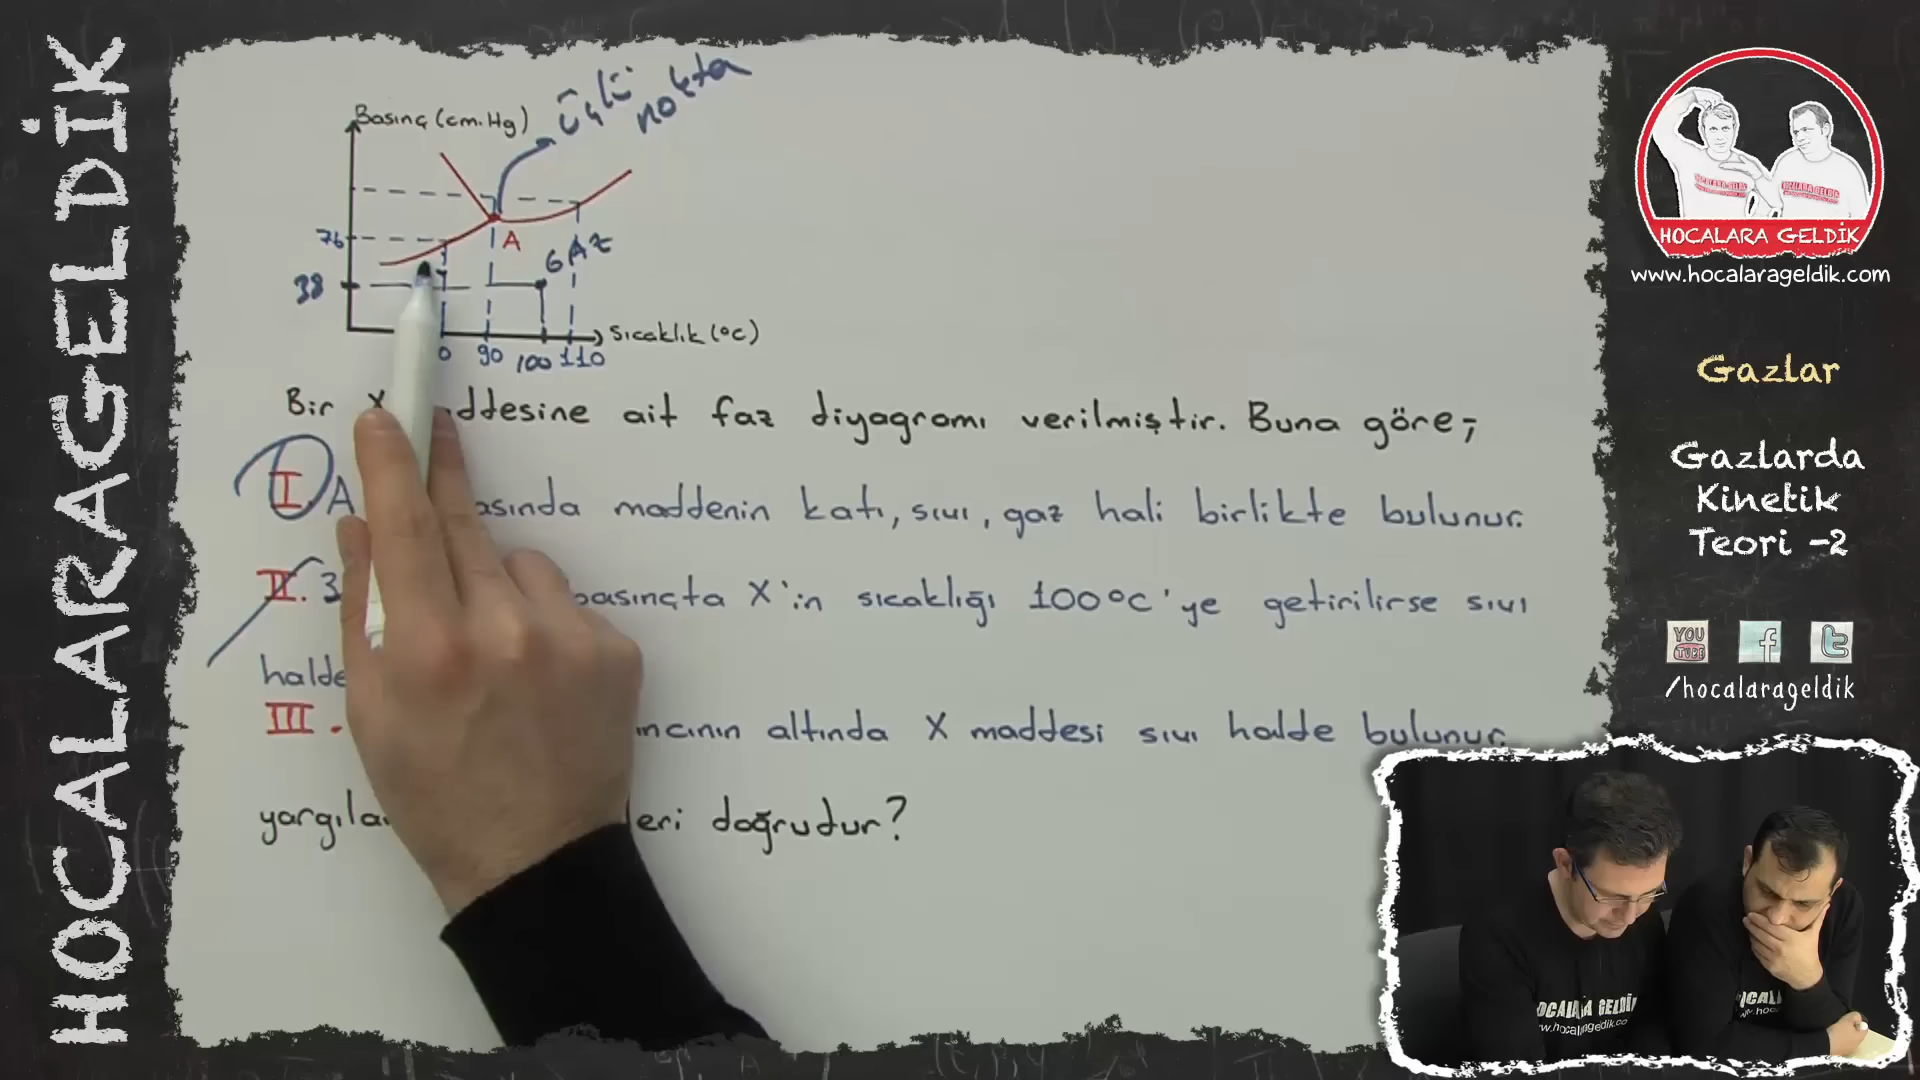 HOCALARAGELDİK
Basınç (cm.Hg)
üçlü nokta
76
A
GAZ
38
Sıcaklık (°C)
0 90 100 110
Bir X addesine ait faz diyagramı verilmiştir. Buna göre;
I A asında maddenin katı, sıvı, gaz hali birlikte bulunur.
II. 3 basınçta X'in sıcaklığı 100°C'ye getirilirse sıvı
halde
III. ıncının altında X maddesi sıvı halde bulunur
yargıla leri doğrudur?
HOCALARA GELDİK
www.hocalarageldik.com
Gazlar
Gazlarda
Kinetik
Teori -2
YOU TUBE f t
/hocalarageldik